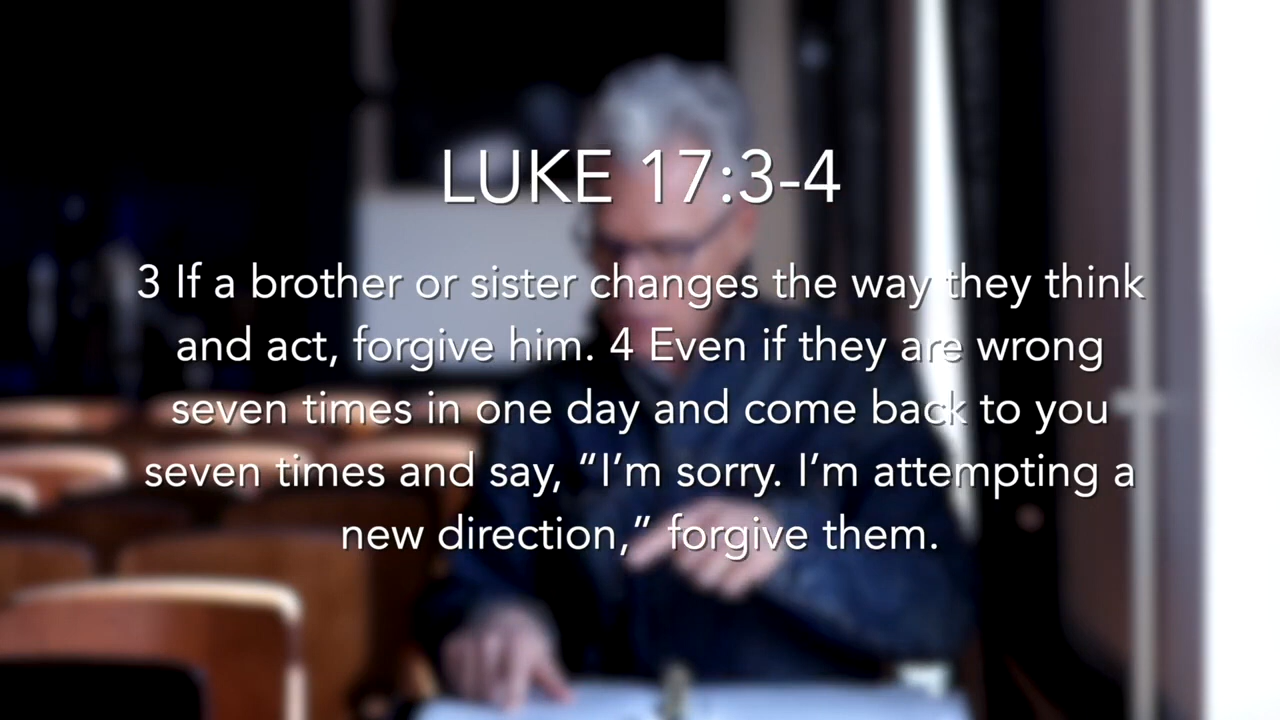 LUKE 17:3-4
3 If a brother or sister changes the way they think
and act, forgive him. 4 Even if they are wrong
seven times in one day and come back to you
seven times and say, “I’m sorry. I’m attempting a
new direction,” forgive them.